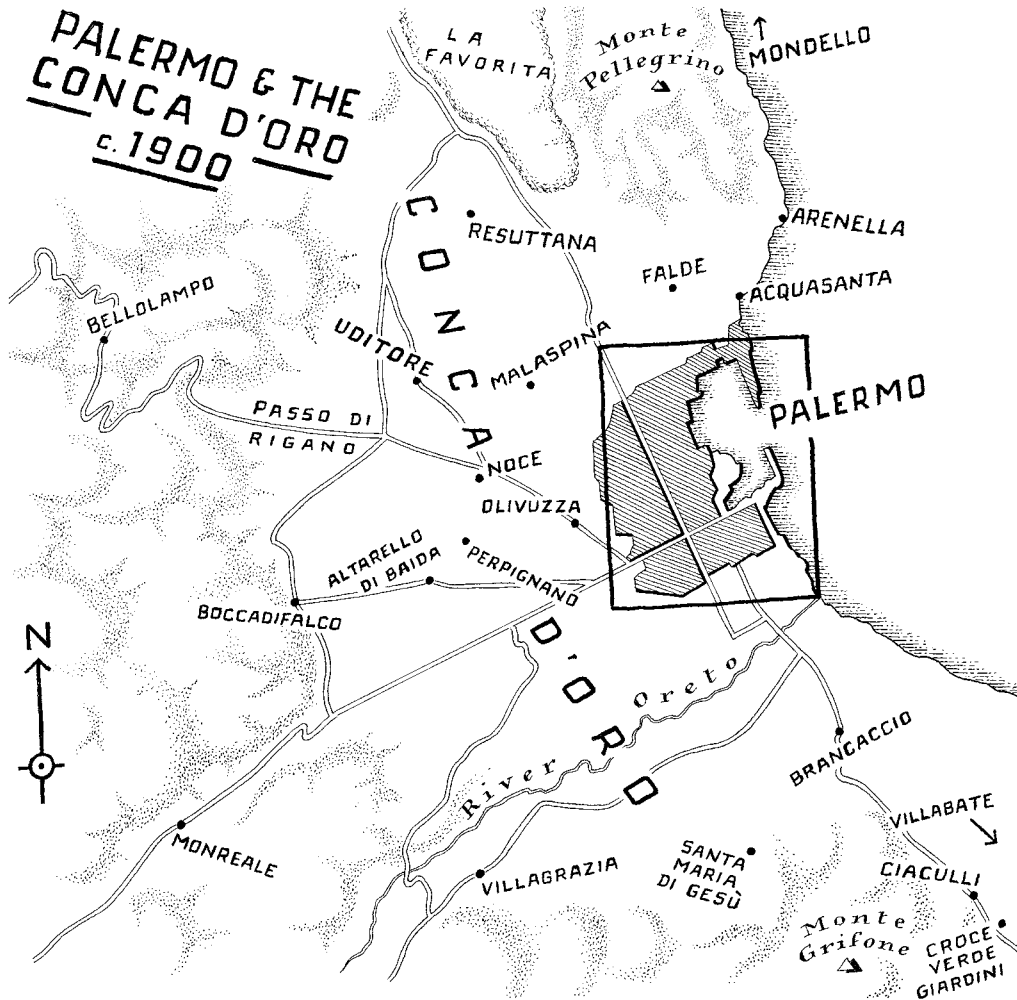 PALERMO & THE
CONCA D'ORO
c. 1900
LA
FAVORITA
Monte
Pellegrino
MONDELLO
ARENELLA
RESUTTANA
FALDE
ACQUASANTA
BELLOLAMPO
UDITORE
MALASPINA
PALERMO
PASSO DI
RIGANO
NOCE
OLIVUZZA
CONCA D'ORO
ALTARELLO
DI BAIDA
PERPIGNANO
BOCCADIFALCO
N
River Oreto
BRANCACCIO
VILLABATE
MONREALE
VILLAGRAZIA
SANTA
MARIA
DI GESÙ
CIACULLI
Monte
Grifone
CROCE
VERDE
GIARDINI